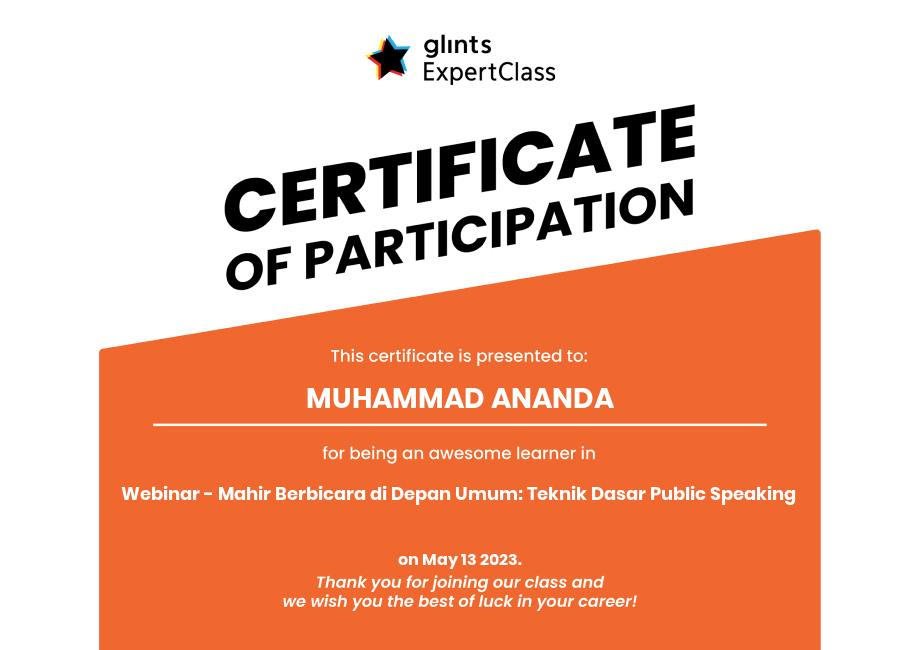 glints
ExpertClass
CERTIFICATE
OF PARTICIPATION
This certificate is presented to:
MUHAMMAD ANANDA
for being an awesome learner in
Webinar - Mahir Berbicara di Depan Umum: Teknik Dasar Public Speaking
on May 13 2023.
Thank you for joining our class and
we wish you the best of luck in your career!